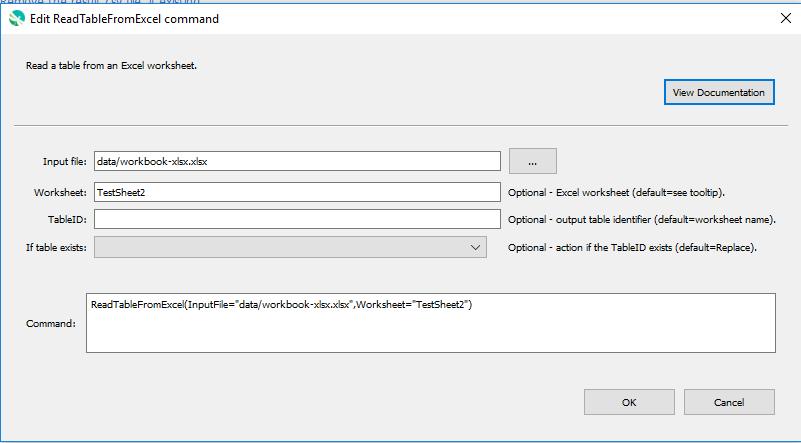 Edit ReadTableFromExcel command
Read a table from an Excel worksheet.
View Documentation
Input file: data/workbook-xlsx.xlsx ...
Worksheet: TestSheet2 Optional - Excel worksheet (default=see tooltip).
TableID: Optional - output table identifier (default=worksheet name).
If table exists: Optional - action if the TableID exists (default=Replace).
ReadTableFromExcel(InputFile="data/workbook-xlsx.xlsx",Worksheet="TestSheet2")
Command:
OK Cancel